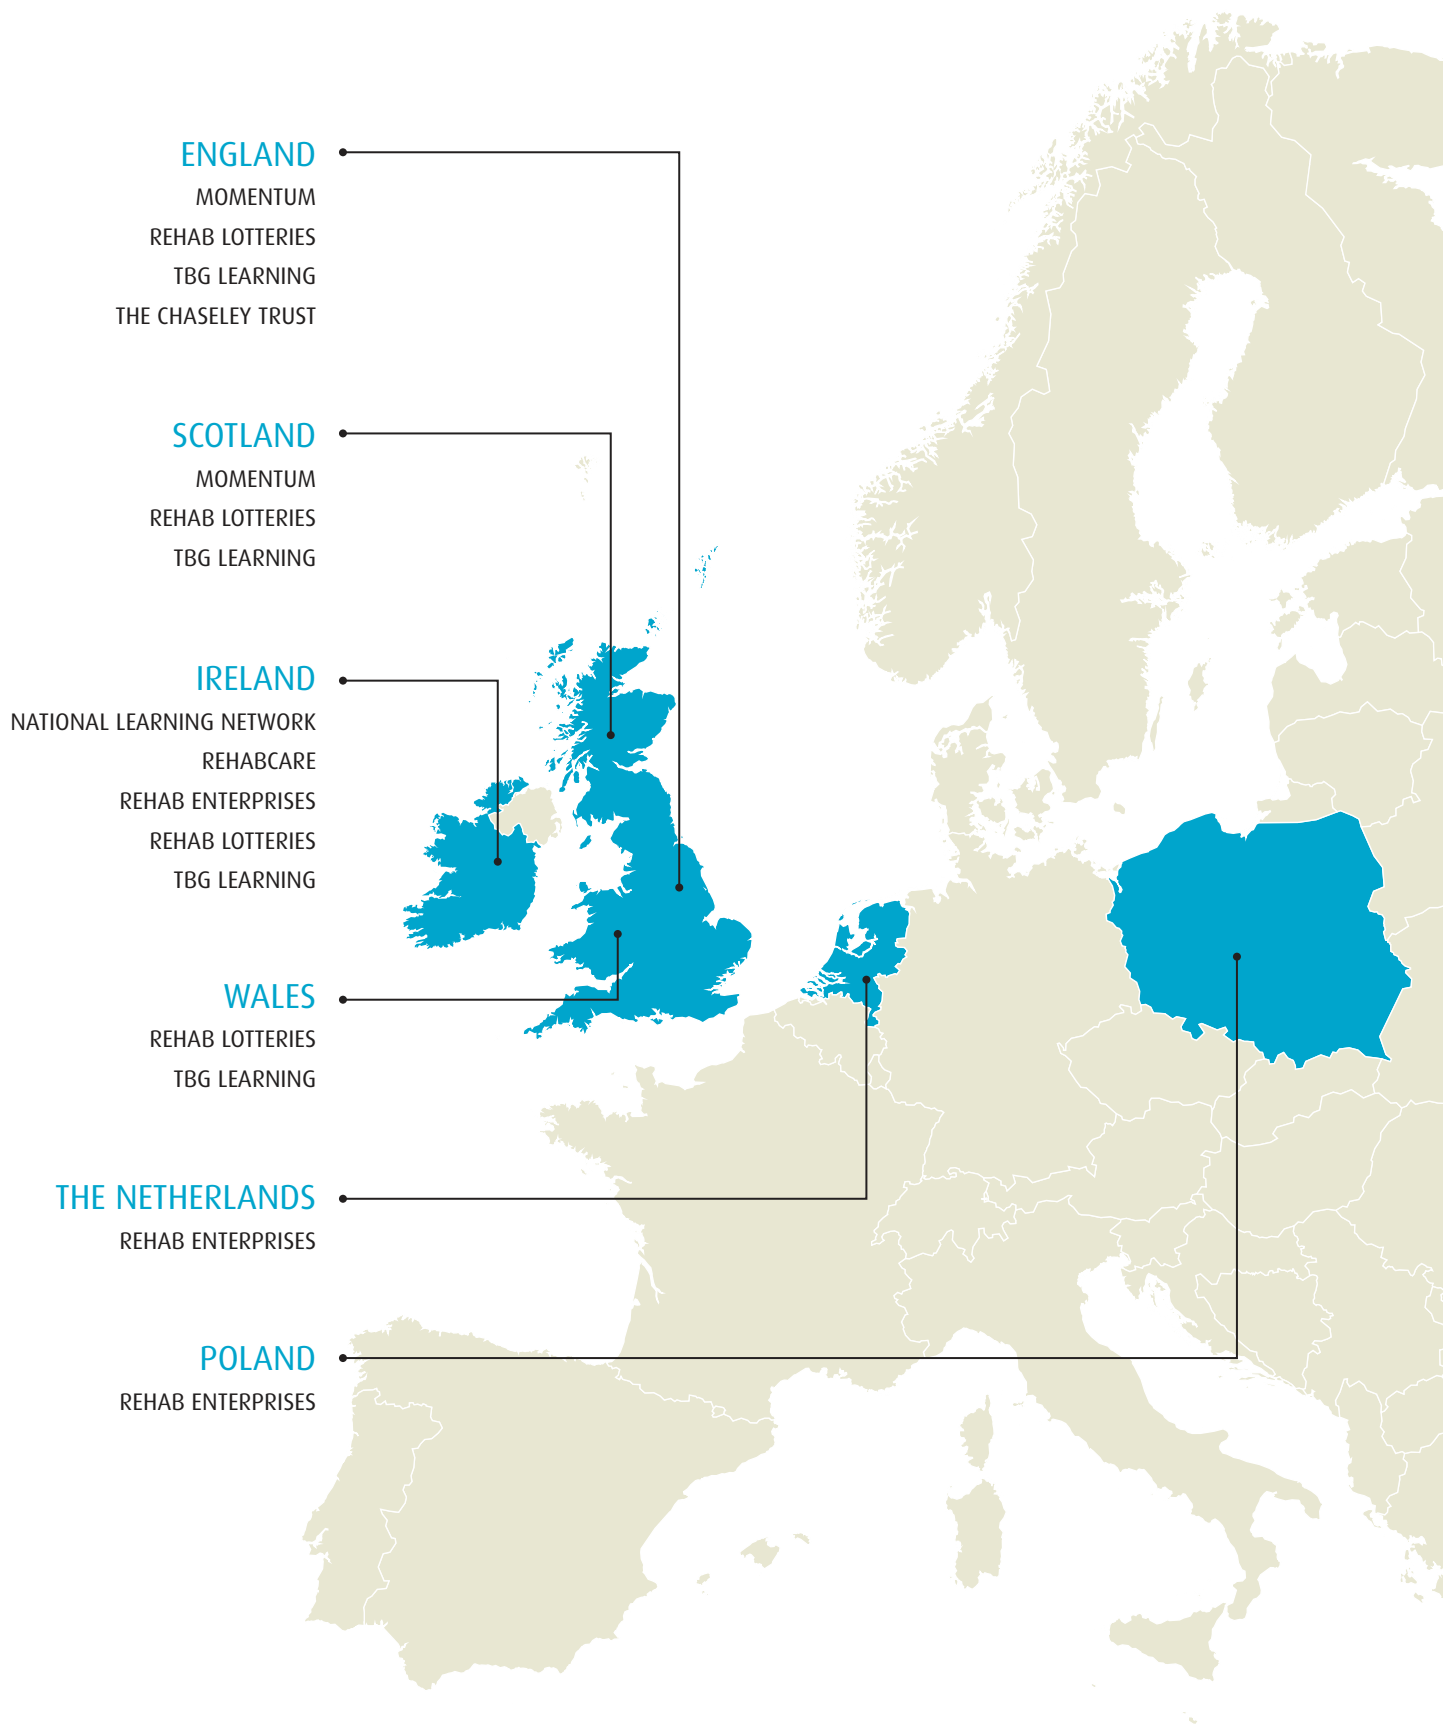 ENGLAND
MOMENTUM
REHAB LOTTERIES
TBG LEARNING
THE CHASELEY TRUST
SCOTLAND
MOMENTUM
REHAB LOTTERIES
TBG LEARNING
IRELAND
NATIONAL LEARNING NETWORK
REHABCARE
REHAB ENTERPRISES
REHAB LOTTERIES
TBG LEARNING
WALES
REHAB LOTTERIES
TBG LEARNING
THE NETHERLANDS
REHAB ENTERPRISES
POLAND
REHAB ENTERPRISES